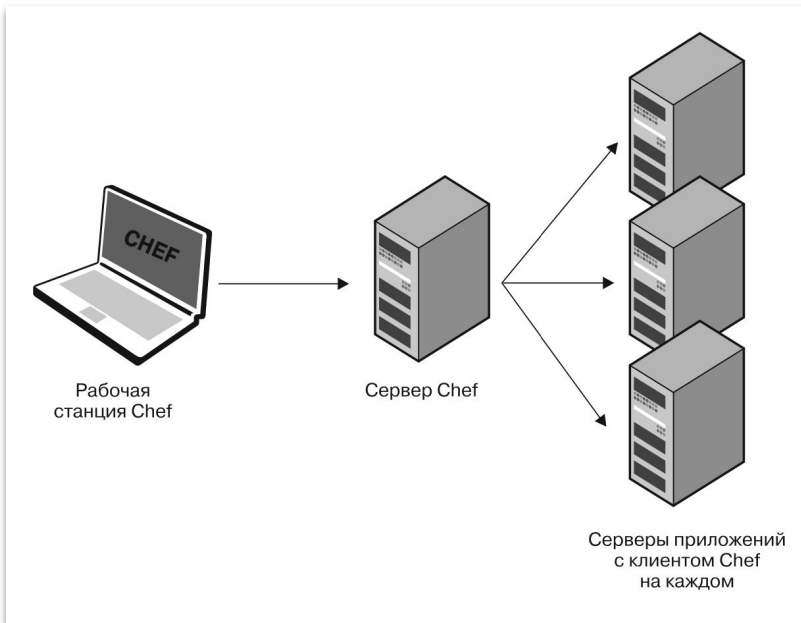 CHEF
Рабочая
станция Chef
Сервер Chef
Серверы приложений
с клиентом Chef
на каждом